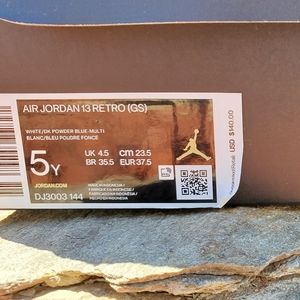 AIR JORDAN 13 RETRO (GS)
WHITE/DK POWDER BLUE-MULTI
BLANC/BLEU POUDRE FONCE
5Y
UK 4.5 cm 23.5
BR 35.5 EUR 37.5
JORDAN.COM
DJ3003 144
MADE IN INDONESIA/
FABRIQUE EN INDONESIE/
FABRICADO EN INDONESIA/
USD $140.00